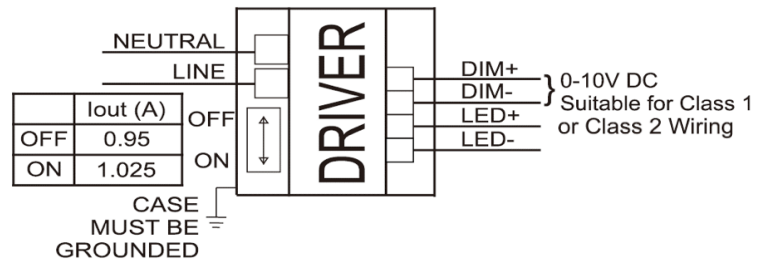 NEUTRAL
LINE
Iout (A)
OFF 0.95
ON 1.025
OFF
ON
CASE
MUST BE
GROUNDED
DRIVER
DIM+
DIM-
LED+
LED-
0-10V DC
Suitable for Class 1
or Class 2 Wiring